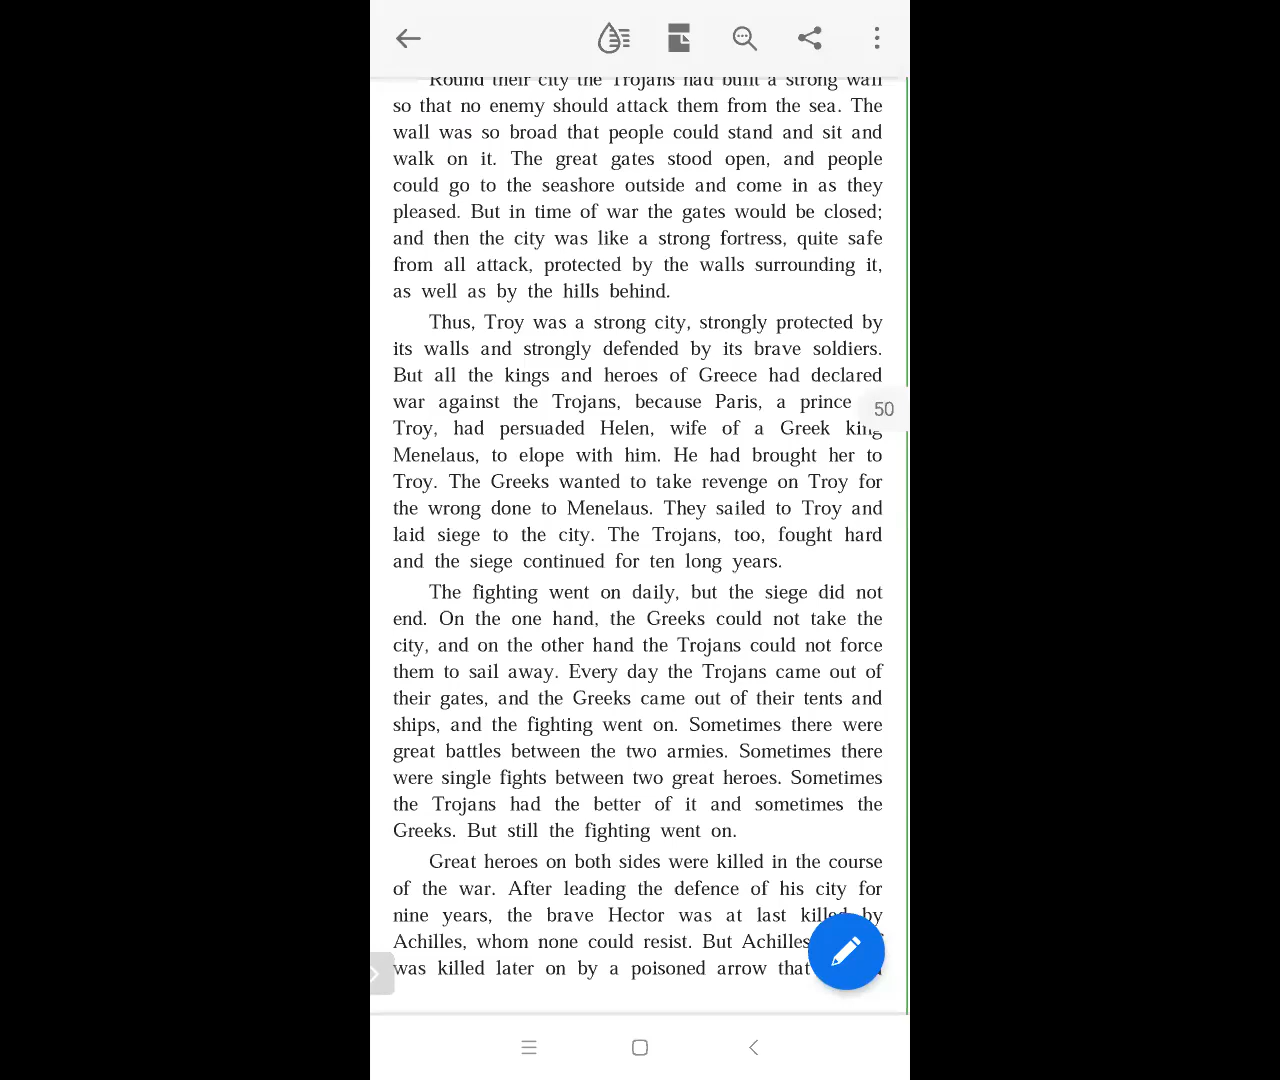 Round their city the Trojans had built a strong wall
so that no enemy should attack them from the sea. The
wall was so broad that people could stand and sit and
walk on it. The great gates stood open, and people
could go to the seashore outside and come in as they
pleased. But in time of war the gates would be closed;
and then the city was like a strong fortress, quite safe
from all attack, protected by the walls surrounding it,
as well as by the hills behind.
Thus, Troy was a strong city, strongly protected by
its walls and strongly defended by its brave soldiers.
But all the kings and heroes of Greece had declared
war against the Trojans, because Paris, a prince
50
Troy, had persuaded Helen, wife of a Greek king
Menelaus, to elope with him. He had brought her to
Troy. The Greeks wanted to take revenge on Troy for
the wrong done to Menelaus. They sailed to Troy and
laid siege to the city. The Trojans, too, fought hard
and the siege continued for ten long years.
The fighting went on daily, but the siege did not
end. On the one hand, the Greeks could not take the
city, and on the other hand the Trojans could not force
them to sail away. Every day the Trojans came out of
their gates, and the Greeks came out of their tents and
ships, and the fighting went on. Sometimes there were
great battles between the two armies. Sometimes there
were single fights between two great heroes. Sometimes
the Trojans had the better of it and sometimes the
Greeks. But still the fighting went on.
Great heroes on both sides were killed in the course
of the war. After leading the defence of his city for
nine years, the brave Hector was at last killed by
Achilles, whom none could resist. But Achilles
was killed later on by a poisoned arrow that